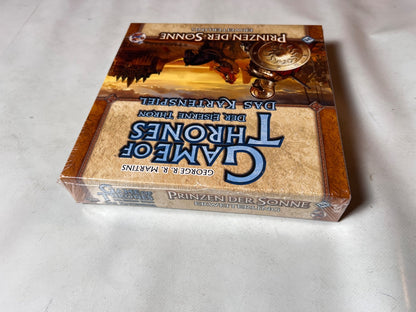 GEORGE R. R. MARTINS
GAME OF
THRONES
DER EISERNE THRON
DAS KARTENSPIEL
PRINZEN DER SONNE
PRINZEN DER SONNE